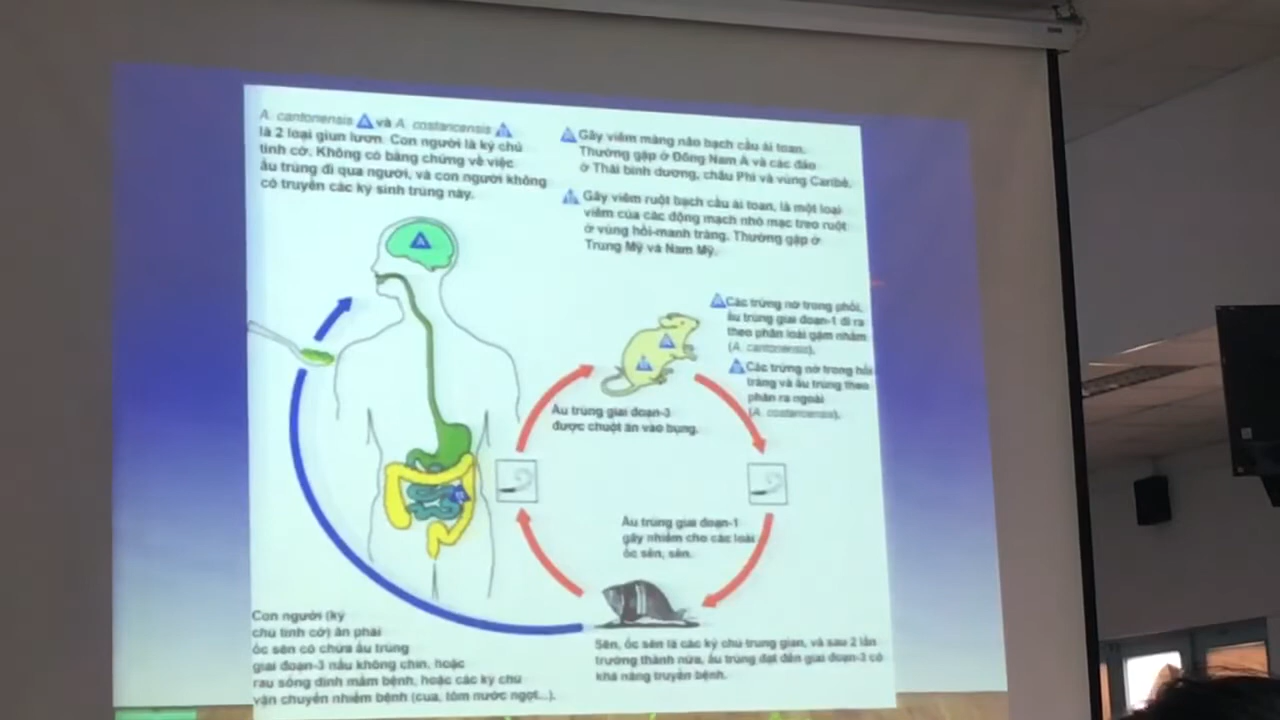 A. cantonensis A và A. costaricensis
là 2 loại giun lươn. Con người là ký chủ
tình cờ. Không có bằng chứng về việc
ấu trùng đi qua người, và con người không
có truyền các ký sinh trùng này.
A Gây viêm màng não bạch cầu ái toan.
Thường gặp ở Đông Nam Á và các đảo
ở Thái bình dương, châu Phi và vùng Caribê.
Gây viêm ruột bạch cầu ái toan, là một loại
viêm của các động mạch nhỏ mạc treo ruột
ở vùng hồi-manh tràng. Thường gặp ở
Trung Mỹ và Nam Mỹ.
A
Các trứng nở trong phổi,
ấu trùng giai đoạn-1 đi ra
theo phân loài gặm nhấm
(A. cantonensis).
Các trứng nở trong hồi
tràng và ấu trùng theo
phân ra ngoài
(A. costaricensis).
Ấu trùng giai đoạn-3
được chuột ăn vào bụng.
Ấu trùng giai đoạn-1
gây nhiễm cho các loài
ốc sên, sên.
Sên, ốc sên là các ký chủ trung gian, và sau 2 lần
trưởng thành nữa, ấu trùng đạt đến giai đoạn-3 có
khả năng truyền bệnh.
Con người (ký
chủ tình cờ) ăn phải
ốc sên có chứa ấu trùng
giai đoạn-3 nấu không chín, hoặc
rau sống dính mầm bệnh, hoặc các ký chủ
vận chuyển nhiễm bệnh (cua, tôm nước ngọt...).